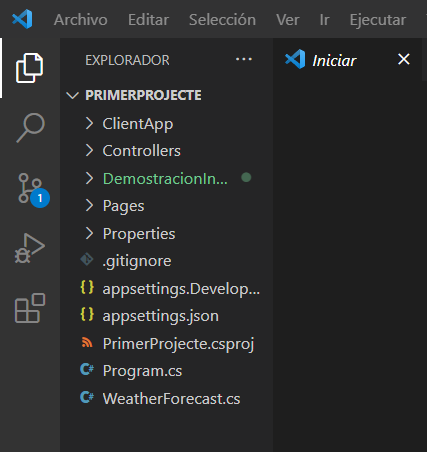 Archivo Editar Selección Ver Ir Ejecutar
EXPLORADOR ...
Iniciar
PRIMERPROJECTE
ClientApp
Controllers
DemostracionIn...
Pages
Properties
.gitignore
{} appsettings.Develop...
{} appsettings.json
PrimerProjecte.csproj
C# Program.cs
C# WeatherForecast.cs
1